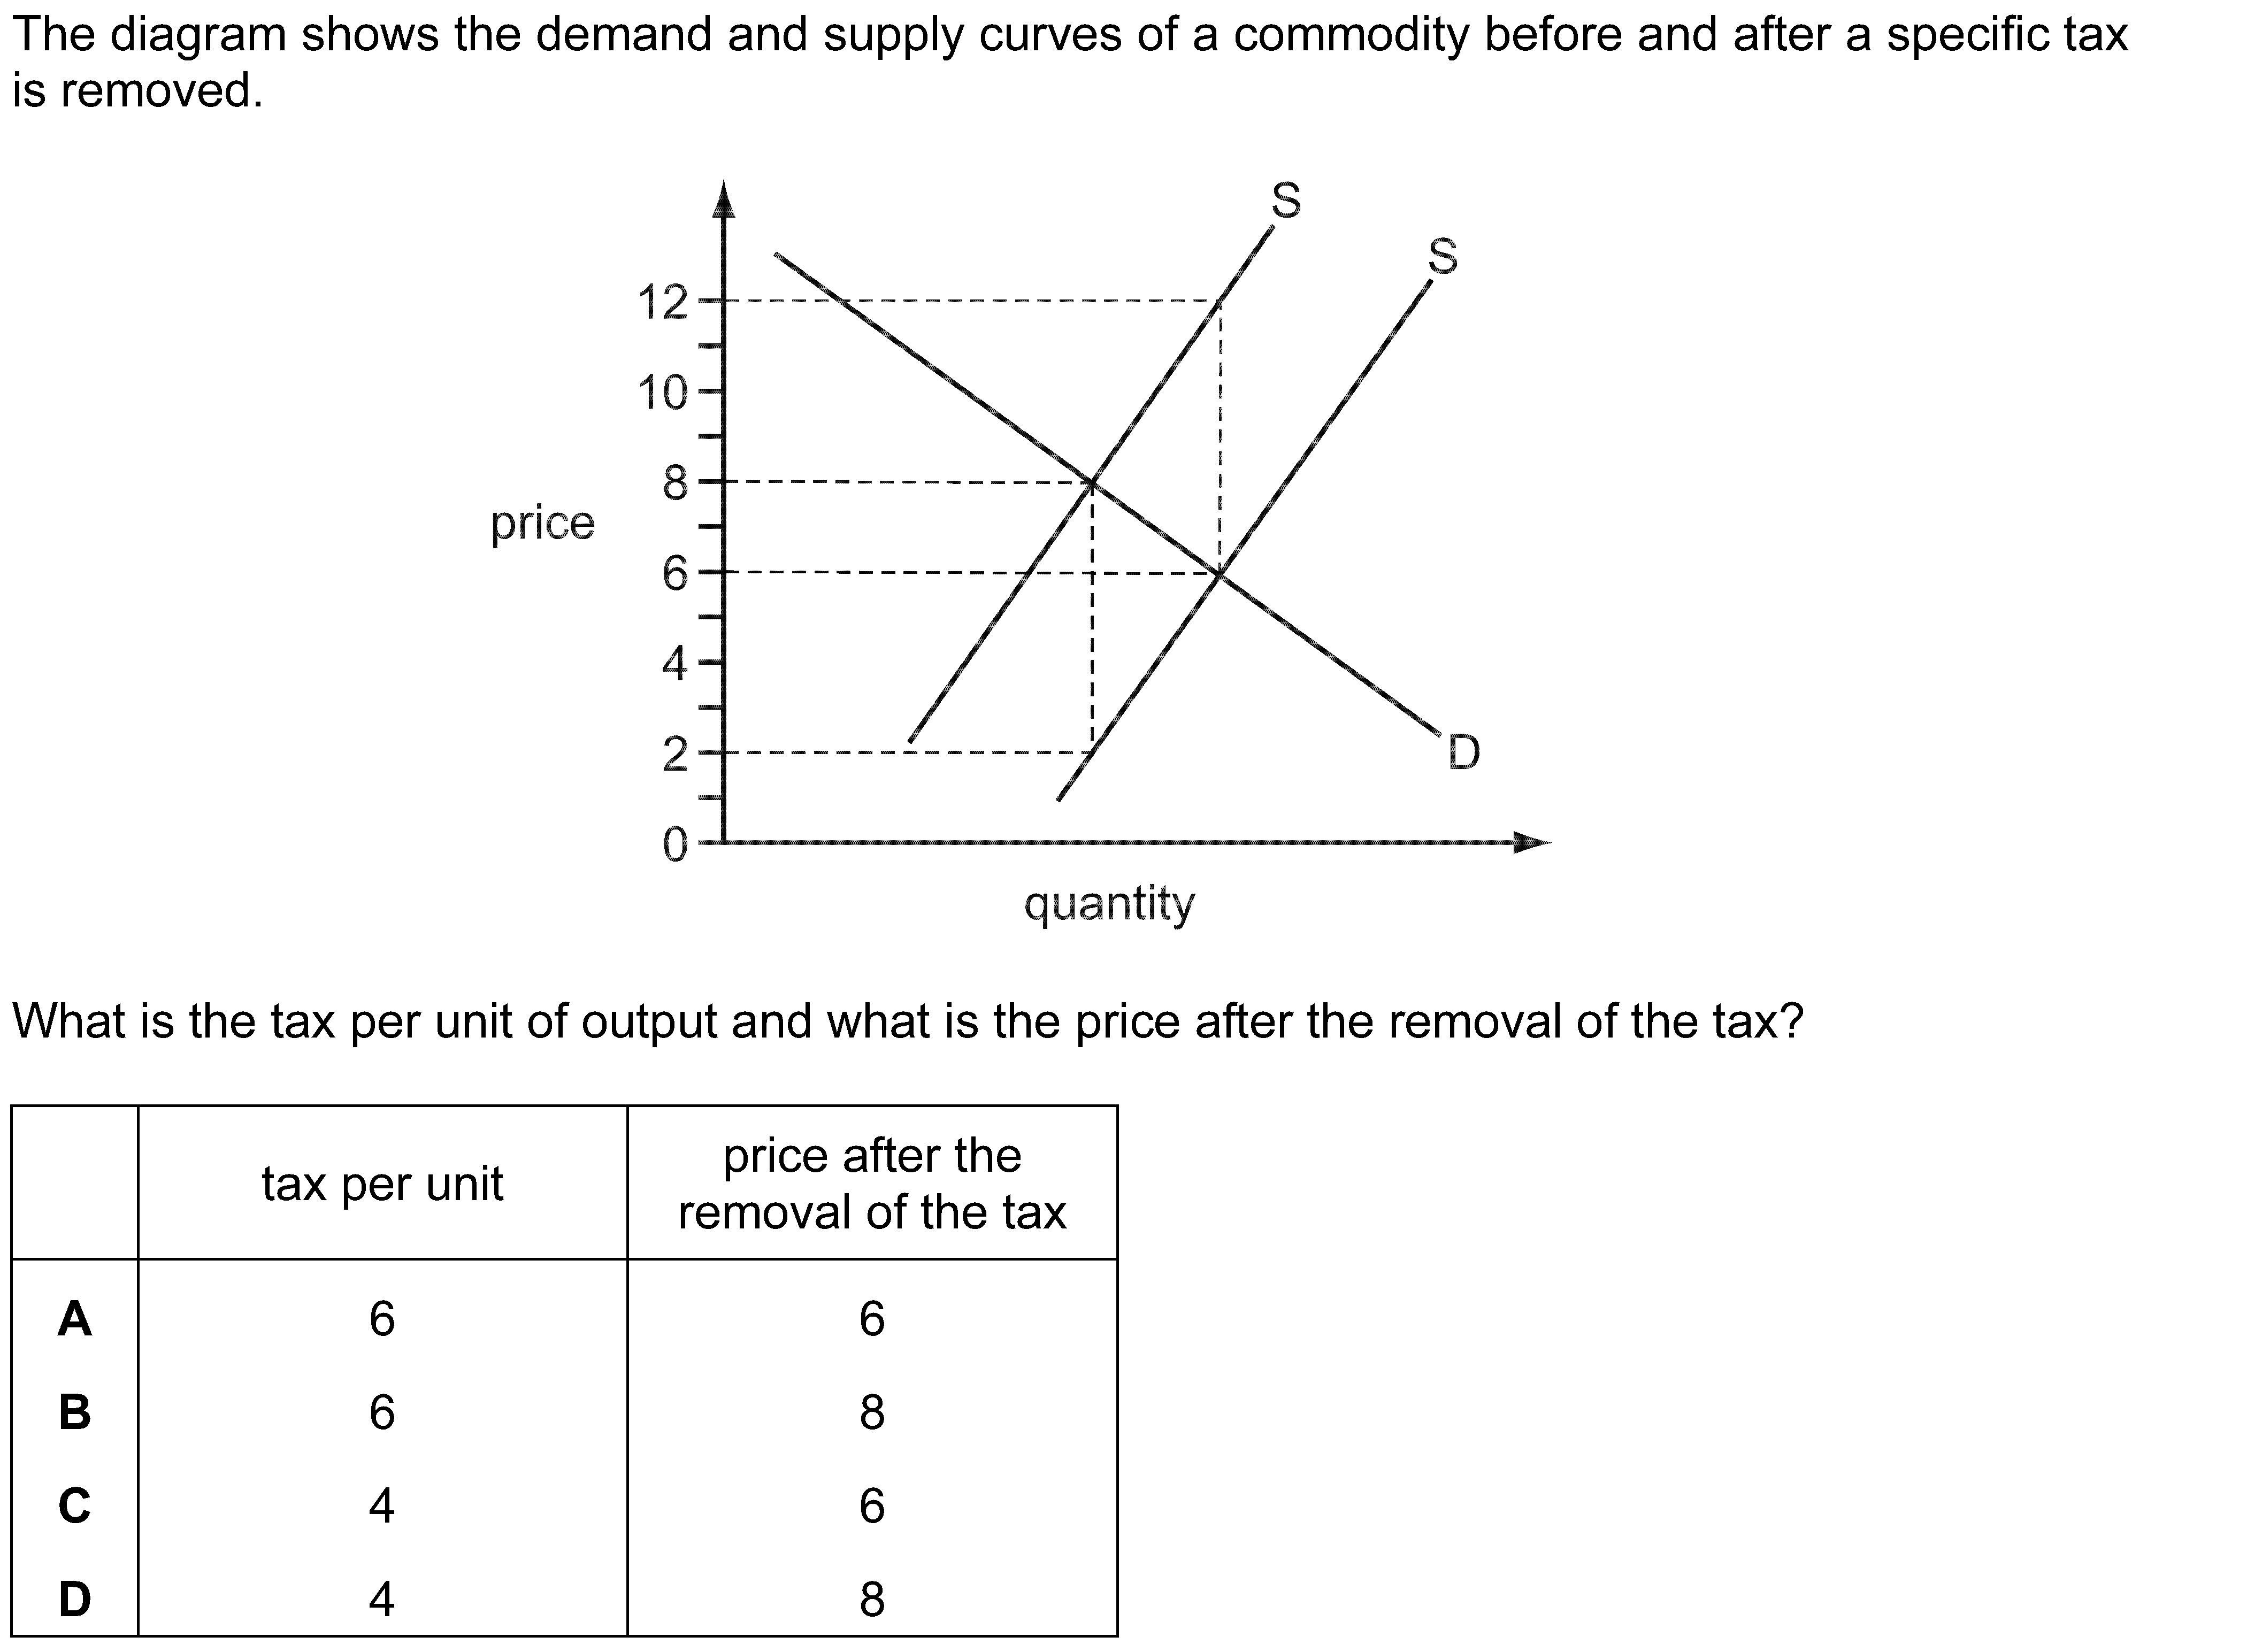 The diagram shows the demand and supply curves of a commodity before and after a specific tax
is removed.
S
S
12
10
8
price
6
4
2
D
0
quantity
What is the tax per unit of output and what is the price after the removal of the tax?
tax per unit
price after the
removal of the tax
A 6 6
B 6 8
C 4 6
D 4 8